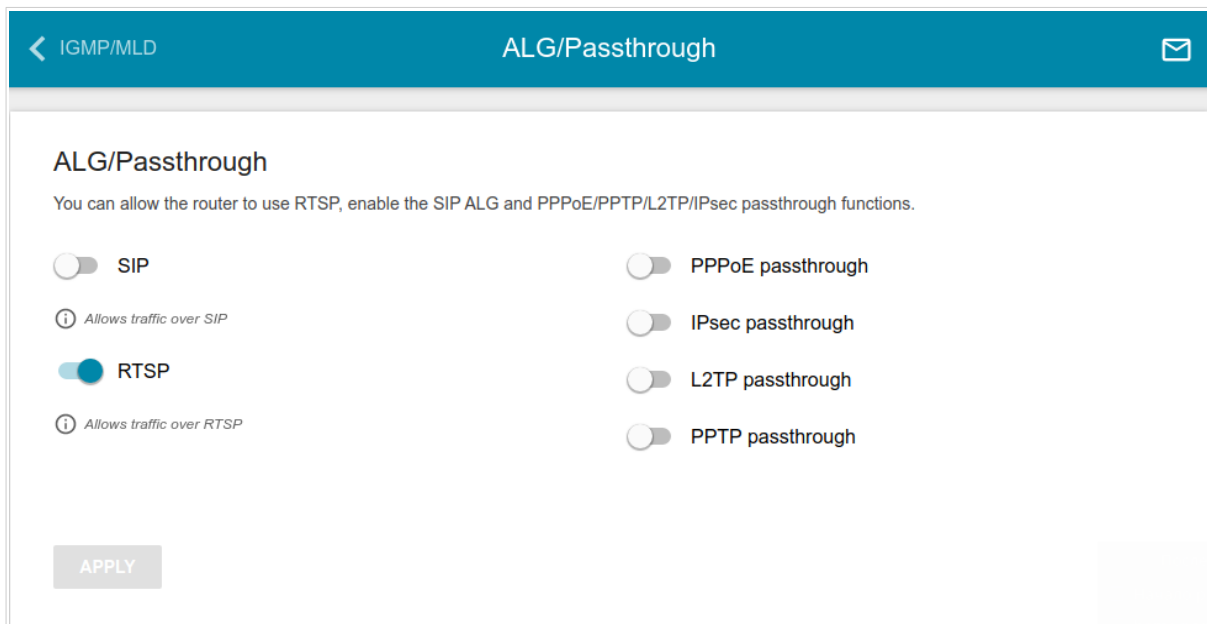 IGMP/MLD
ALG/Passthrough
ALG/Passthrough
You can allow the router to use RTSP, enable the SIP ALG and PPPoE/PPTP/L2TP/IPsec passthrough functions.
SIP
Allows traffic over SIP
RTSP
Allows traffic over RTSP
PPPoE passthrough
IPsec passthrough
L2TP passthrough
PPTP passthrough
APPLY